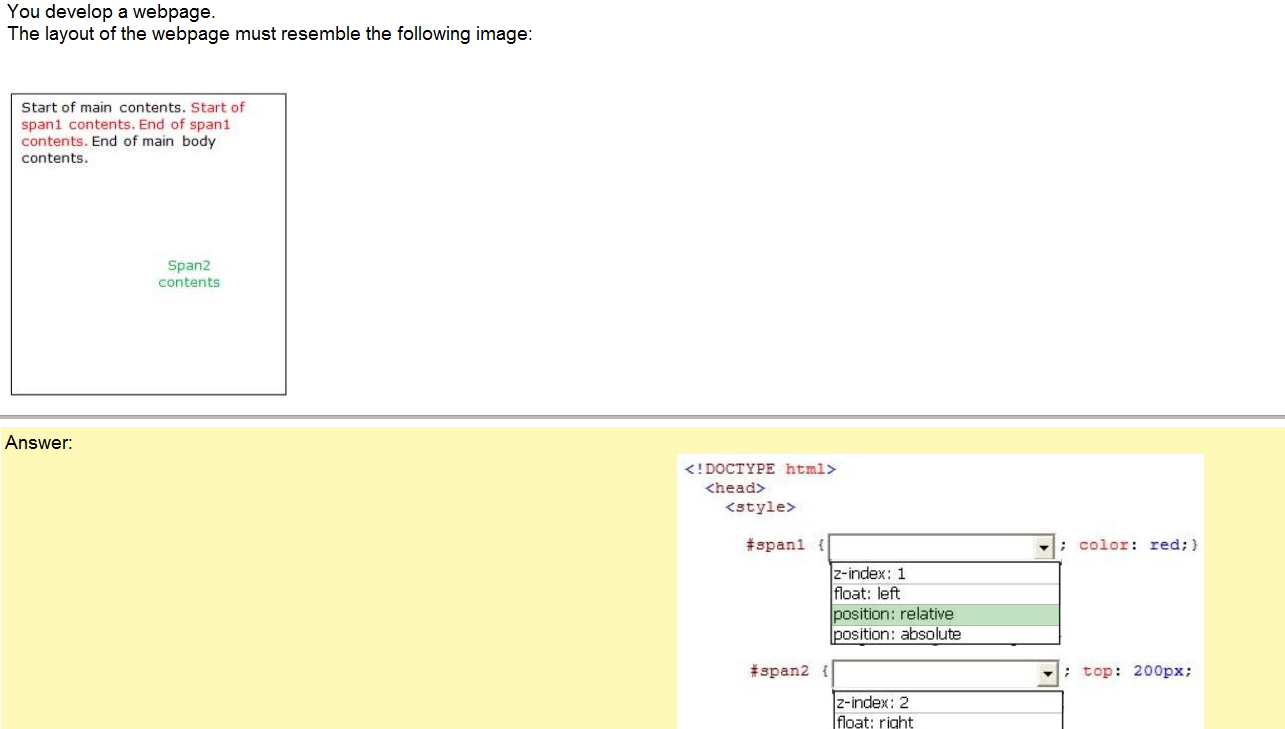 You develop a webpage.
The layout of the webpage must resemble the following image:
Start of main contents. Start of
span1 contents. End of span1
contents. End of main body
contents.
Span2
contents
Answer:
<!DOCTYPE html>
<head>
<style>
#span1 { ; color: red;}
z-index: 1
float: left
position: relative
position: absolute
#span2 { ; top: 200px;
z-index: 2
float: right